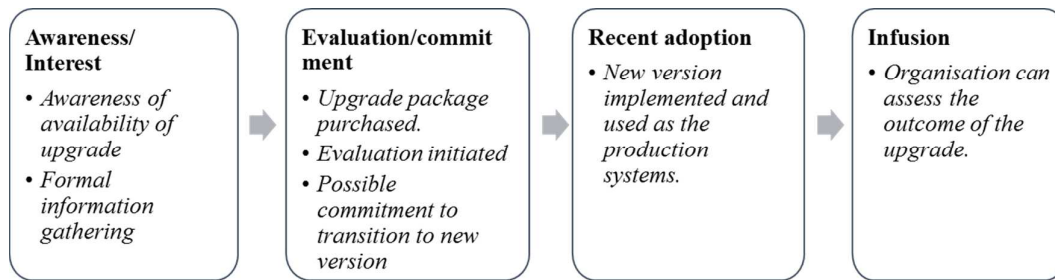 Awareness/
Interest
• Awareness of
availability of
upgrade
• Formal
information
gathering
Evaluation/commit
ment
• Upgrade package
purchased.
• Evaluation initiated
• Possible
commitment to
transition to new
version
Recent adoption
• New version
implemented and
used as the
production
systems.
Infusion
• Organisation can
assess the
outcome of the
upgrade.